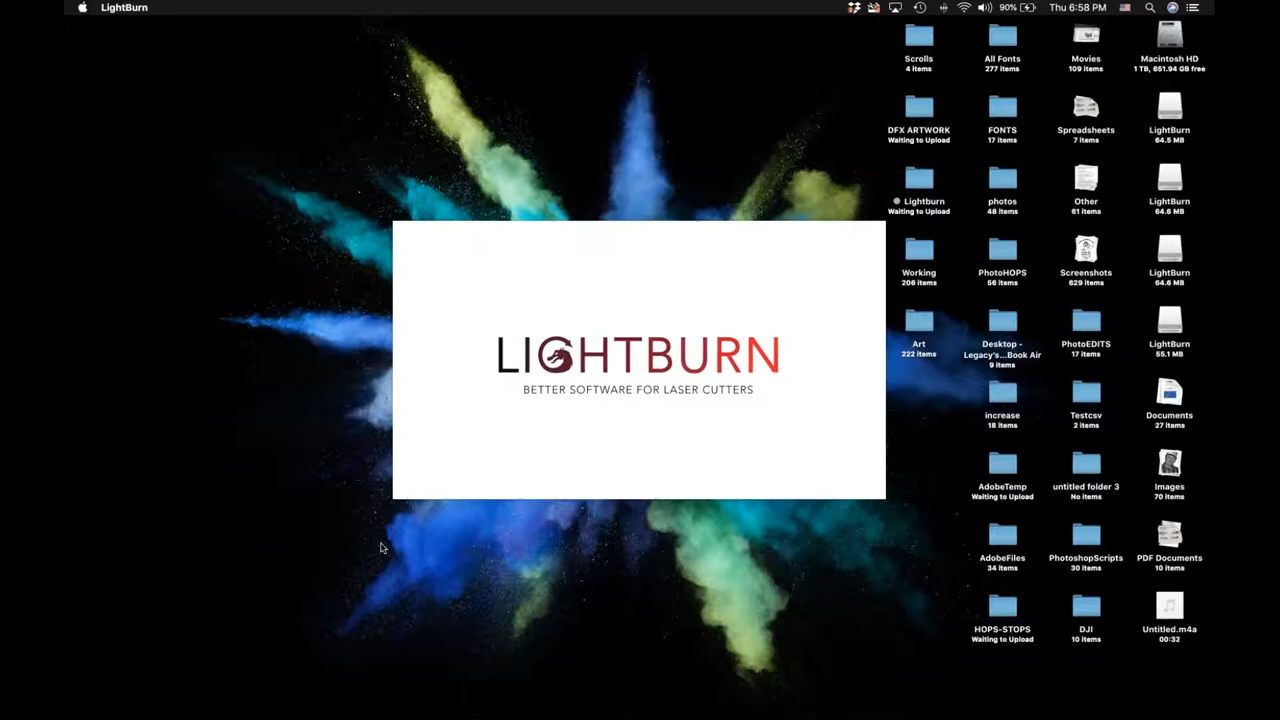 LightBurn
90%
Thu 6:58 PM
Scrolls
4 items
All Fonts
277 items
Movies
109 items
Macintosh HD
1 TB, 651.94 GB free
DFX ARTWORK
Waiting to Upload
FONTS
17 items
Spreadsheets
7 items
LightBurn
64.5 MB
Lightburn
Waiting to Upload
photos
48 items
Other
61 items
LightBurn
64.6 MB
Working
206 items
PhotoHOPS
56 items
Screenshots
629 items
LightBurn
64.6 MB
Art
222 items
Desktop -
Legacy's...Book Air
9 items
PhotoEDITS
17 items
LightBurn
55.1 MB
LIGHTBURN
BETTER SOFTWARE FOR LASER CUTTERS
increase
18 items
Testcsv
2 items
Documents
27 items
AdobeTemp
Waiting to Upload
untitled folder 3
No items
Images
70 items
AdobeFiles
34 items
PhotoshopScripts
30 items
PDF Documents
10 items
HOPS-STOPS
Waiting to Upload
DJI
10 items
Untitled.m4a
00:32